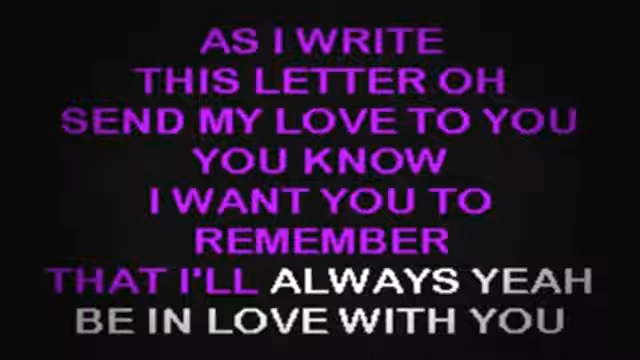 AS I WRITE
THIS LETTER OH
SEND MY LOVE TO YOU
YOU KNOW
I WANT YOU TO
REMEMBER
THAT I'LL ALWAYS YEAH
BE IN LOVE WITH YOU